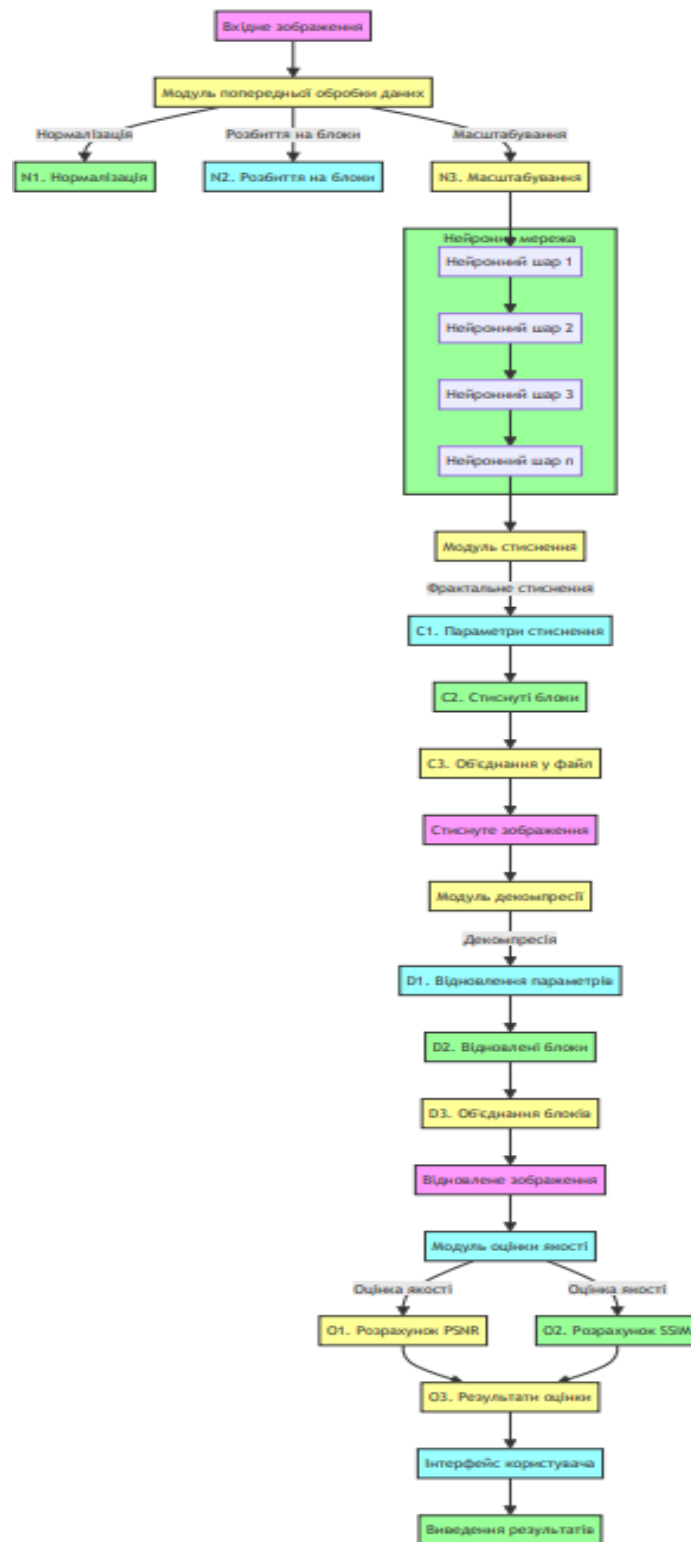 Вхідне зображення
Модуль попередньої обробки даних
Нормалізація
Розбиття на блоки
Масштабування
N1. Нормалізація
N2. Розбиття на блоки
N3. Масштабування
Нейронна мережа
Нейронний шар 1
Нейронний шар 2
Нейронний шар 3
Нейронний шар n
Модуль стиснення
Фрактальне стиснення
C1. Параметри стиснення
C2. Стиснуті блоки
C3. Об'єднання у файл
Стиснуте зображення
Модуль декомпресії
Декомпресія
D1. Відновлення параметрів
D2. Відновлені блоки
D3. Об'єднання блоків
Відновлене зображення
Модуль оцінки якості
Оцінка якості
Оцінка якості
O1. Розрахунок PSNR
O2. Розрахунок SSIM
O3. Результати оцінки
Інтерфейс користувача
Виведення результатів